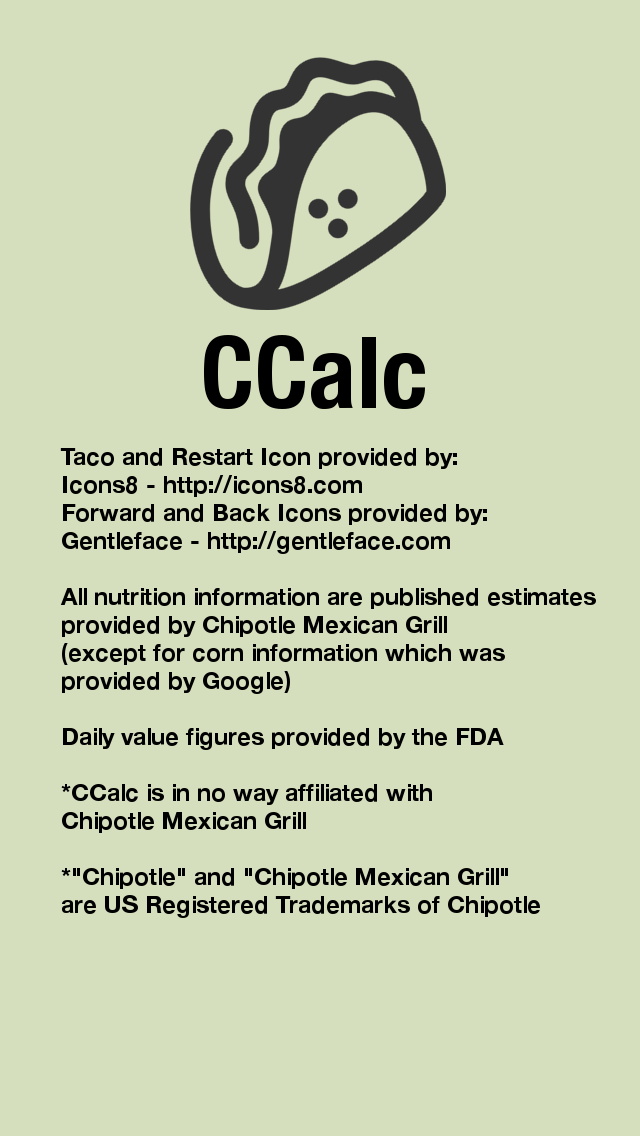 CCalc
Taco and Restart Icon provided by:
Icons8 - http://icons8.com
Forward and Back Icons provided by:
Gentleface - http://gentleface.com
All nutrition information are published estimates
provided by Chipotle Mexican Grill
(except for corn information which was
provided by Google)
Daily value figures provided by the FDA
*CCalc is in no way affiliated with
Chipotle Mexican Grill
*"Chipotle" and "Chipotle Mexican Grill"
are US Registered Trademarks of Chipotle